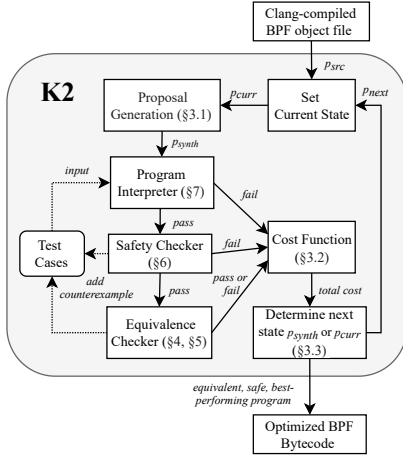 Clang-compiled
BPF object file
K2
p_src
Proposal
Generation (§3.1)
p_curr
Set
Current State
p_next
p_synth
input
Program
Interpreter (§7)
fail
pass
Test
Cases
Safety Checker
(§6)
fail
Cost Function
(§3.2)
add
counterexample
pass
pass or
fail
total cost
Equivalence
Checker (§4, §5)
Determine next
state p_synth or p_curr
(§3.3)
equivalent, safe, best-
performing program
Optimized BPF
Bytecode